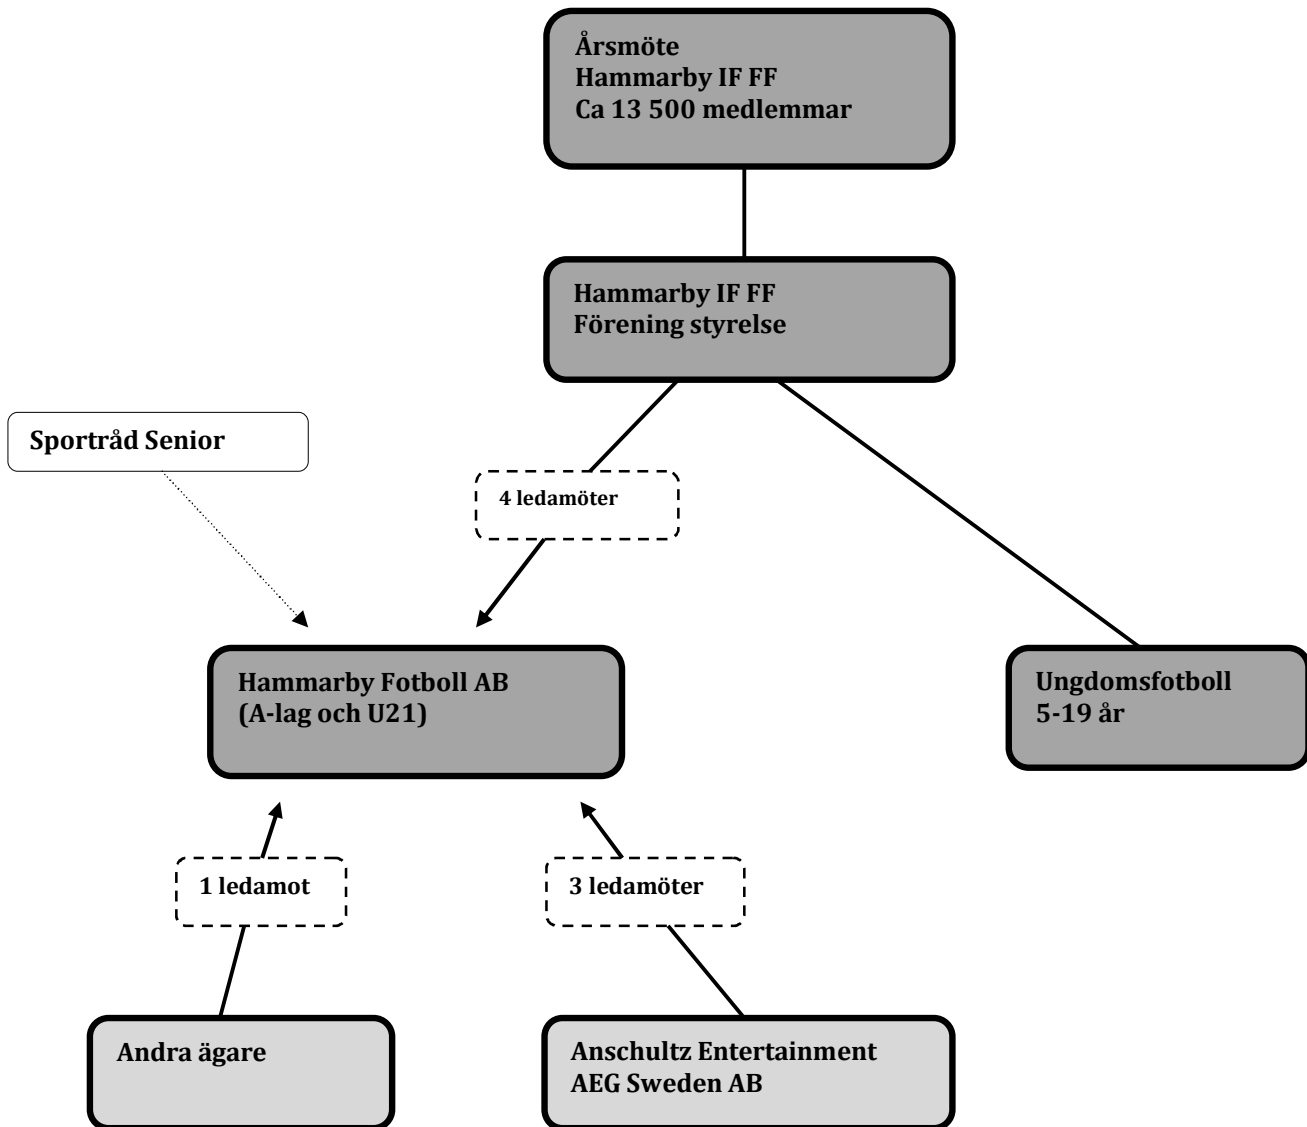 Årsmöte
Hammarby IF FF
Ca 13 500 medlemmar
Hammarby IF FF
Förening styrelse
Sportråd Senior
4 ledamöter
Hammarby Fotboll AB
(A-lag och U21)
Ungdomsfotboll
5-19 år
1 ledamot
3 ledamöter
Andra ägare
Anschultz Entertainment
AEG Sweden AB